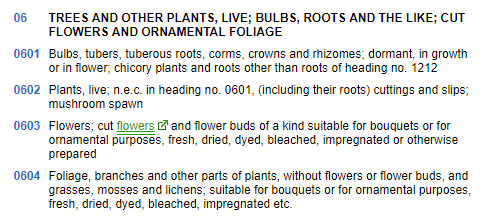 06 TREES AND OTHER PLANTS, LIVE; BULBS, ROOTS AND THE LIKE; CUT
FLOWERS AND ORNAMENTAL FOLIAGE
0601 Bulbs, tubers, tuberous roots, corms, crowns and rhizomes; dormant, in growth
or in flower; chicory plants and roots other than roots of heading no. 1212
0602 Plants, live; n.e.c. in heading no. 0601, (including their roots) cuttings and slips;
mushroom spawn
0603 Flowers; cut flowers and flower buds of a kind suitable for bouquets or for
ornamental purposes, fresh, dried, dyed, bleached, impregnated or otherwise
prepared
0604 Foliage, branches and other parts of plants, without flowers or flower buds, and
grasses, mosses and lichens; suitable for bouquets or for ornamental purposes,
fresh, dried, dyed, bleached, impregnated etc.